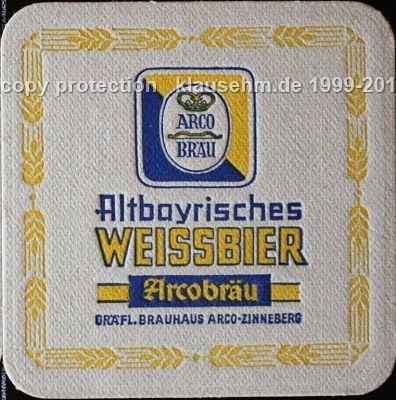 copy protection klausehm.de 1999-201
ARCO
BRÄU
Altbayrisches
WEISSBIER
Arcobräu
GRÄFL. BRAUHAUS ARCO-ZINNEBERG